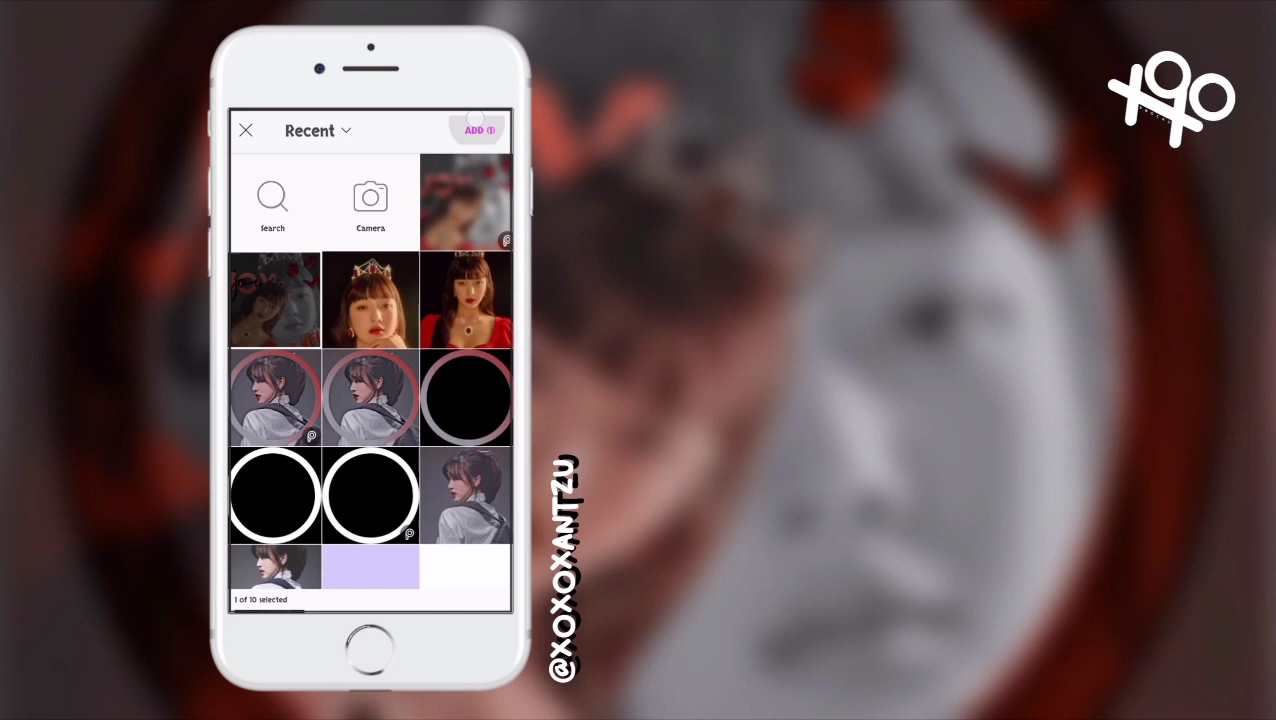 Recent
ADD (1)
Search
Camera
1 of 10 selected
@XOXOXANTZU